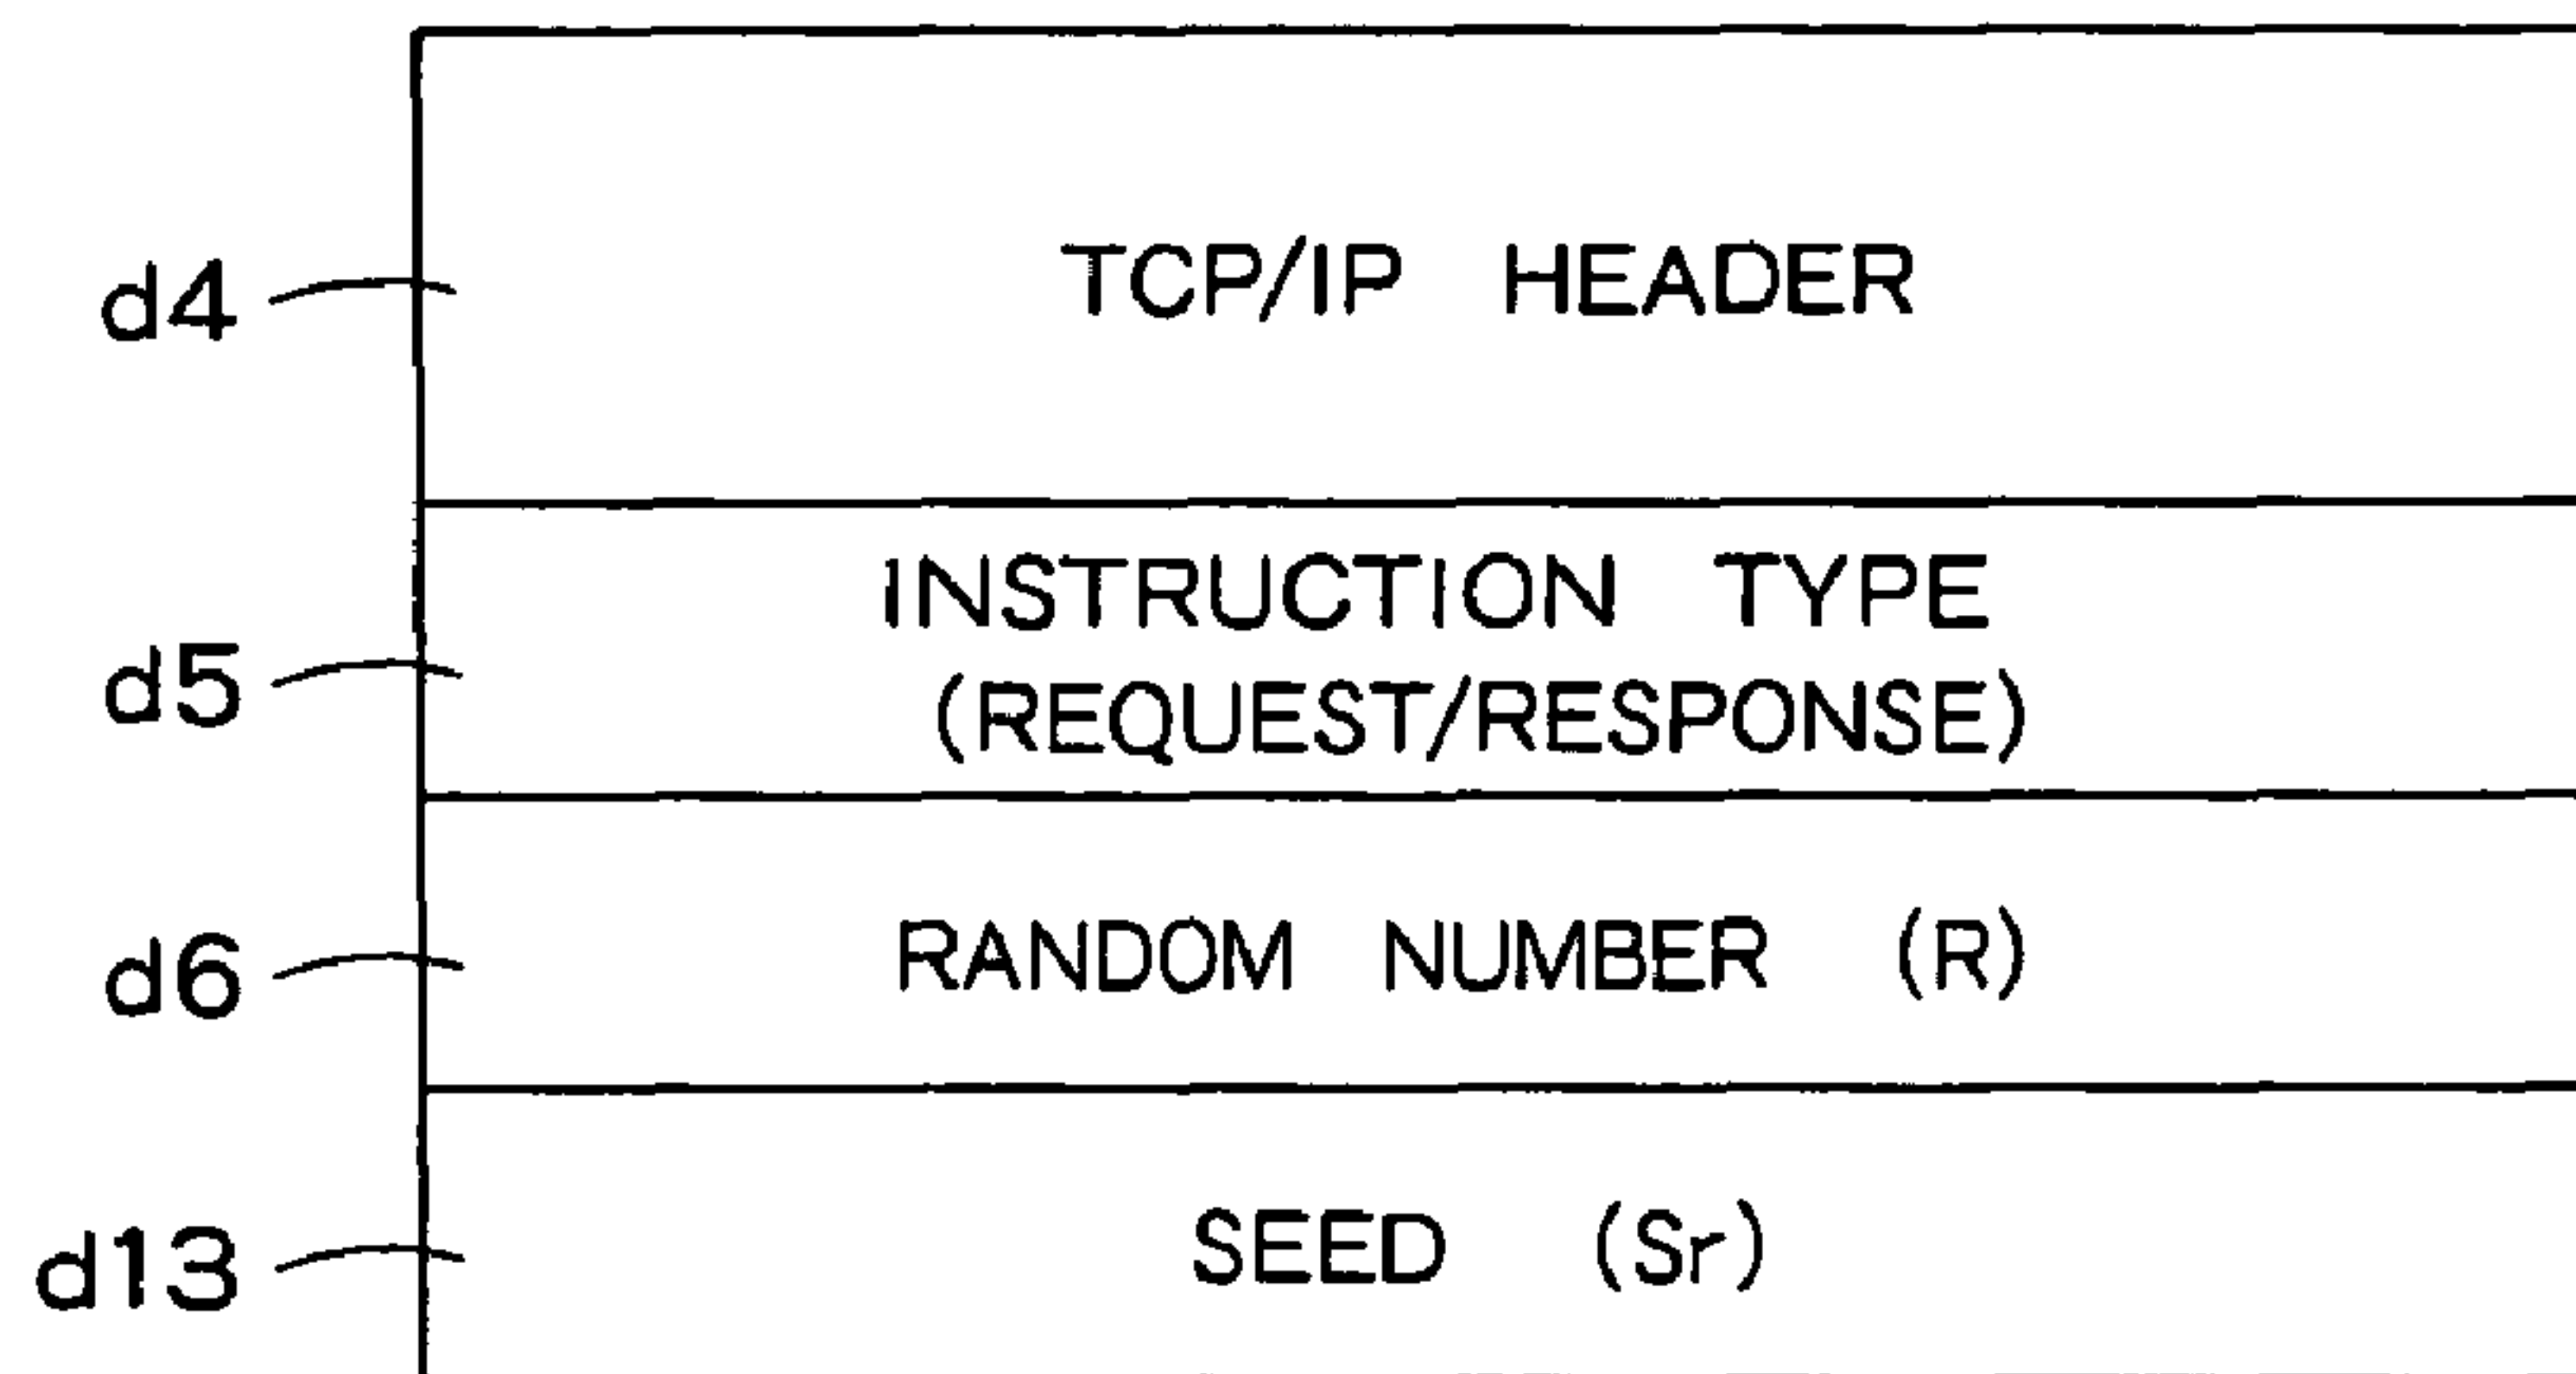 d4 TCP/IP HEADER
INSTRUCTION TYPE
d5 (REQUEST/RESPONSE)
d6 RANDOM NUMBER (R)
d13 SEED (Sr)